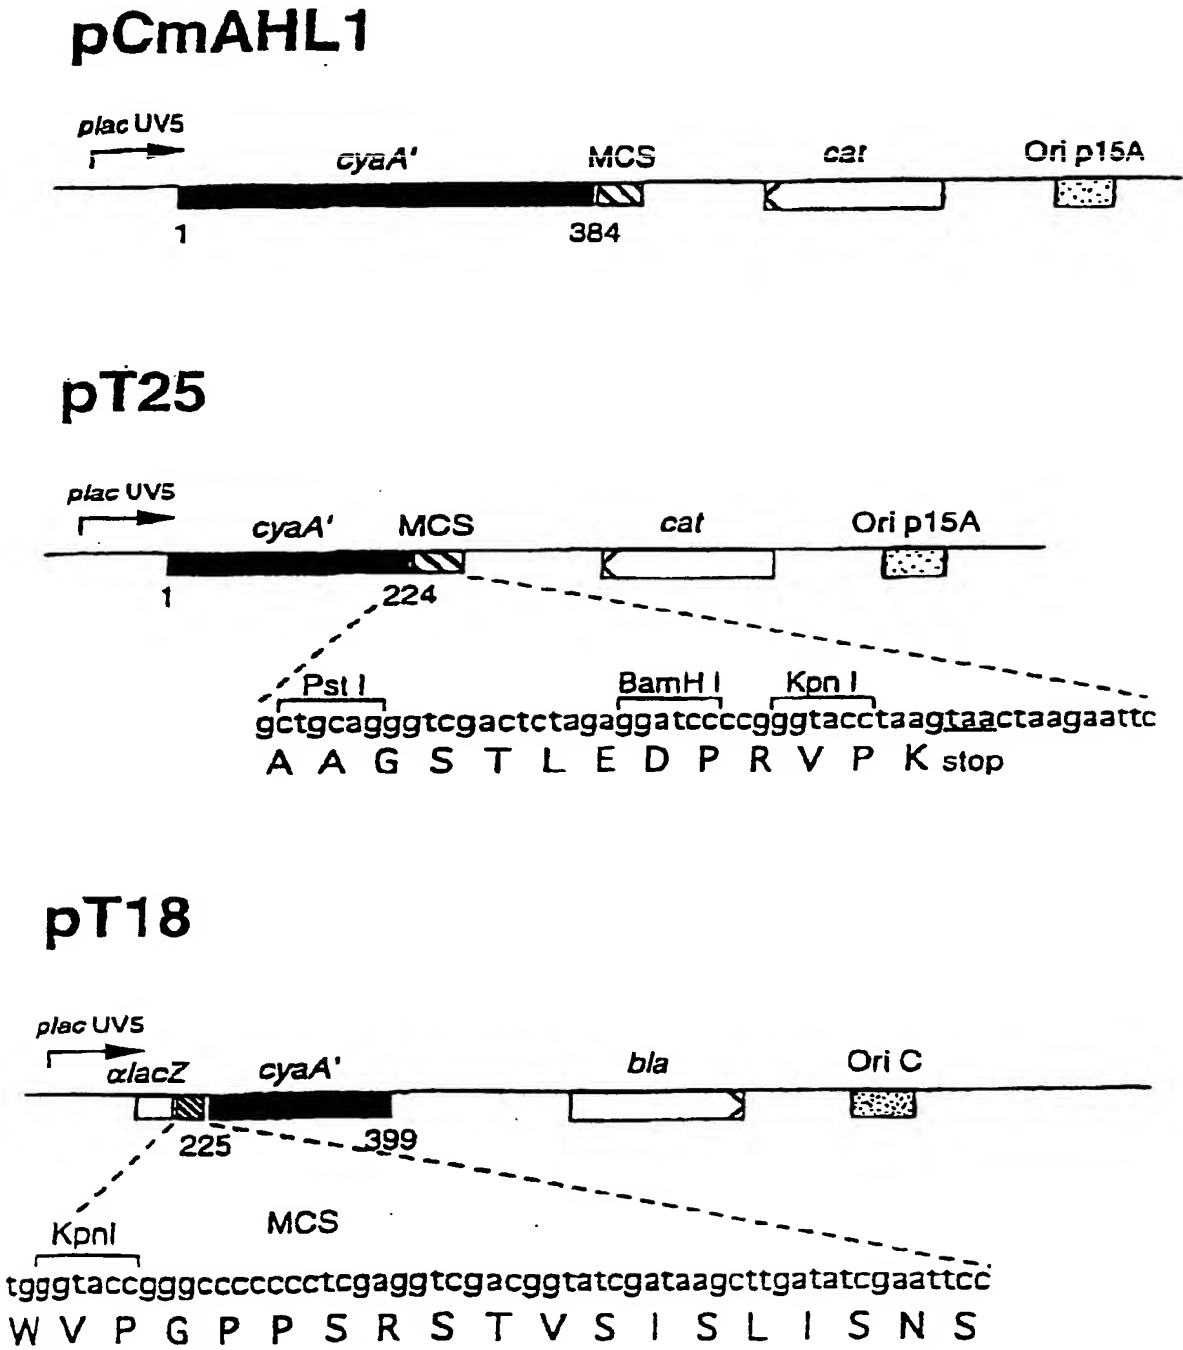 pCmAHL1
plac UV5
cyaA' MCS cat Ori p15A
1 384
pT25
plac UV5
cyaA' MCS cat Ori p15A
1 224
Pst I BamH I Kpn I
gctgcagggtcgactctagaggatccccgggtacctaagtaactaagaattc
A A G S T L E D P R V P K stop
pT18
plac UV5
αlacZ cyaA' bla Ori C
225 399
KpnI MCS
tgggtaccgggccccccctcgaggtcgacggtatcgataagcttgatatcgaattcc
W V P G P P S R S T V S I S L I S N S